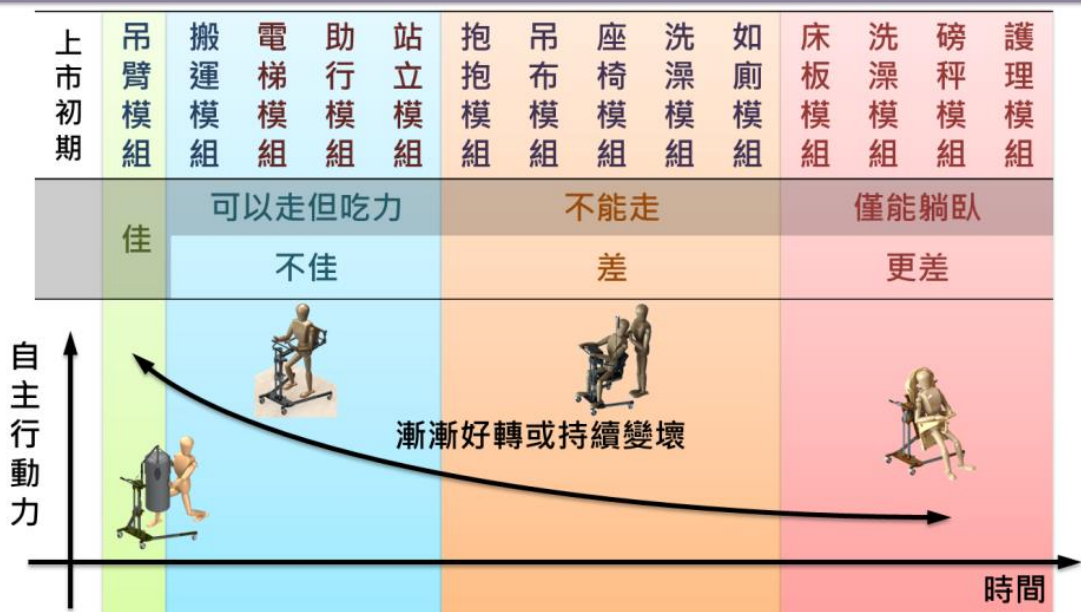 上市初期
吊臂模組
搬運模組
電梯模組
助行模組
站立模組
抱抱模組
吊布模組
座椅模組
洗澡模組
如廁模組
床板模組
洗澡模組
磅秤模組
護理模組
佳
可以走但吃力
不能走
僅能躺臥
不佳
差
更差
自主行動力
漸漸好轉或持續變壞
時間